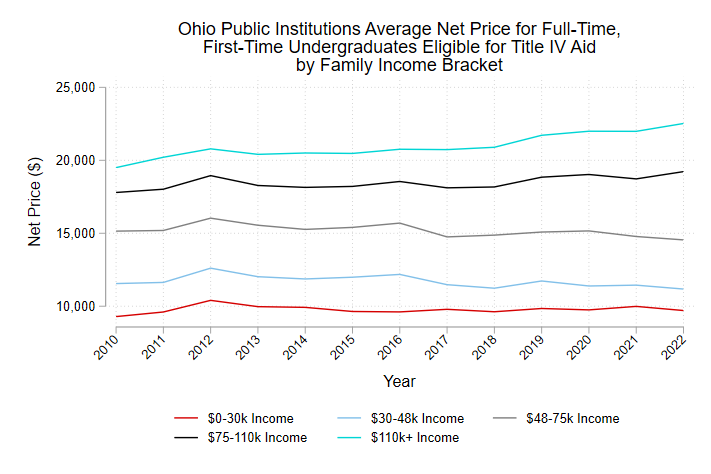 Ohio Public Institutions Average Net Price for Full-Time,
First-Time Undergraduates Eligible for Title IV Aid
by Family Income Bracket
Net Price ($)
25,000
20,000
15,000
10,000
2010 2011 2012 2013 2014 2015 2016 2017 2018 2019 2020 2021 2022
Year
$0-30k Income $30-48k Income $48-75k Income
$75-110k Income $110k+ Income